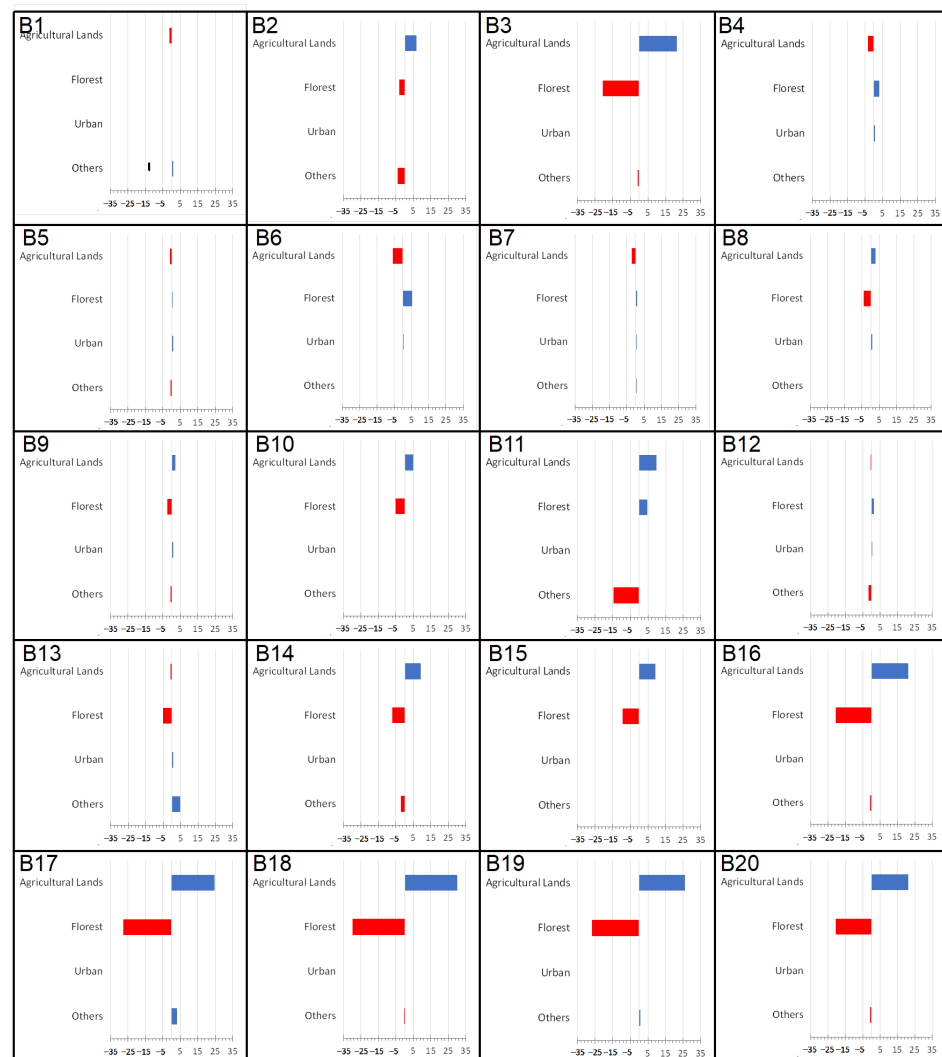 B1
Agricultural Lands
Florest
Urban
Others
−35 −25−15 −5 5 15 25 35
B2
Agricultural Lands
Florest
Urban
Others
−35 −25−15 −5 5 15 25 35
B3
Agricultural Lands
Florest
Urban
Others
−35 −25−15 −5 5 15 25 35
B4
Agricultural Lands
Florest
Urban
Others
−35 −25−15 −5 5 15 25 35
B5
Agricultural Lands
Florest
Urban
Others
−35 −25−15 −5 5 15 25 35
B6
Agricultural Lands
Florest
Urban
Others
−35 −25−15 −5 5 15 25 35
B7
Agricultural Lands
Florest
Urban
Others
−35 −25−15 −5 5 15 25 35
B8
Agricultural Lands
Florest
Urban
Others
−35 −25−15 −5 5 15 25 35
B9
Agricultural Lands
Florest
Urban
Others
−35 −25−15 −5 5 15 25 35
B10
Agricultural Lands
Florest
Urban
Others
−35 −25−15 −5 5 15 25 35
B11
Agricultural Lands
Florest
Urban
Others
−35 −25−15 −5 5 15 25 35
B12
Agricultural Lands
Florest
Urban
Others
−35 −25−15 −5 5 15 25 35
B13
Agricultural Lands
Florest
Urban
Others
−35 −25−15 −5 5 15 25 35
B14
Agricultural Lands
Florest
Urban
Others
−35 −25−15 −5 5 15 25 35
B15
Agricultural Lands
Florest
Urban
Others
−35 −25−15 −5 5 15 25 35
B16
Agricultural Lands
Florest
Urban
Others
−35 −25−15 −5 5 15 25 35
B17
Agricultural Lands
Florest
Urban
Others
−35 −25−15 −5 5 15 25 35
B18
Agricultural Lands
Florest
Urban
Others
−35 −25−15 −5 5 15 25 35
B19
Agricultural Lands
Florest
Urban
Others
−35 −25−15 −5 5 15 25 35
B20
Agricultural Lands
Florest
Urban
Others
−35 −25−15 −5 5 15 25 35